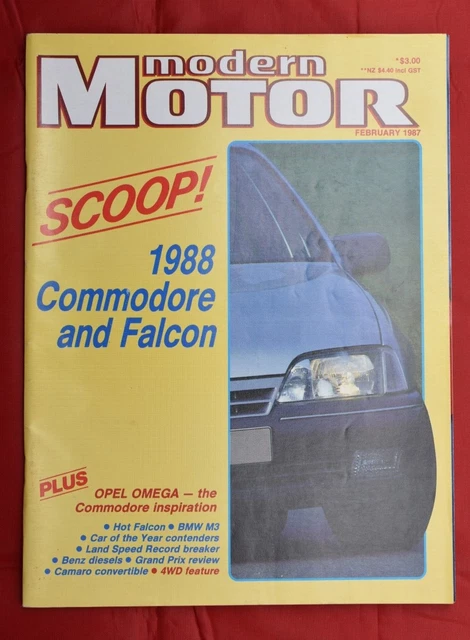 modern
MOTOR
*$3.00
**NZ $4.40 incl GST
FEBRUARY 1987
SCOOP!
1988
Commodore
and Falcon
PLUS
OPEL OMEGA – the
Commodore inspiration
• Hot Falcon • BMW M3
• Car of the Year contenders
• Land Speed Record breaker
• Benz diesels • Grand Prix review
• Camaro convertible • 4WD feature